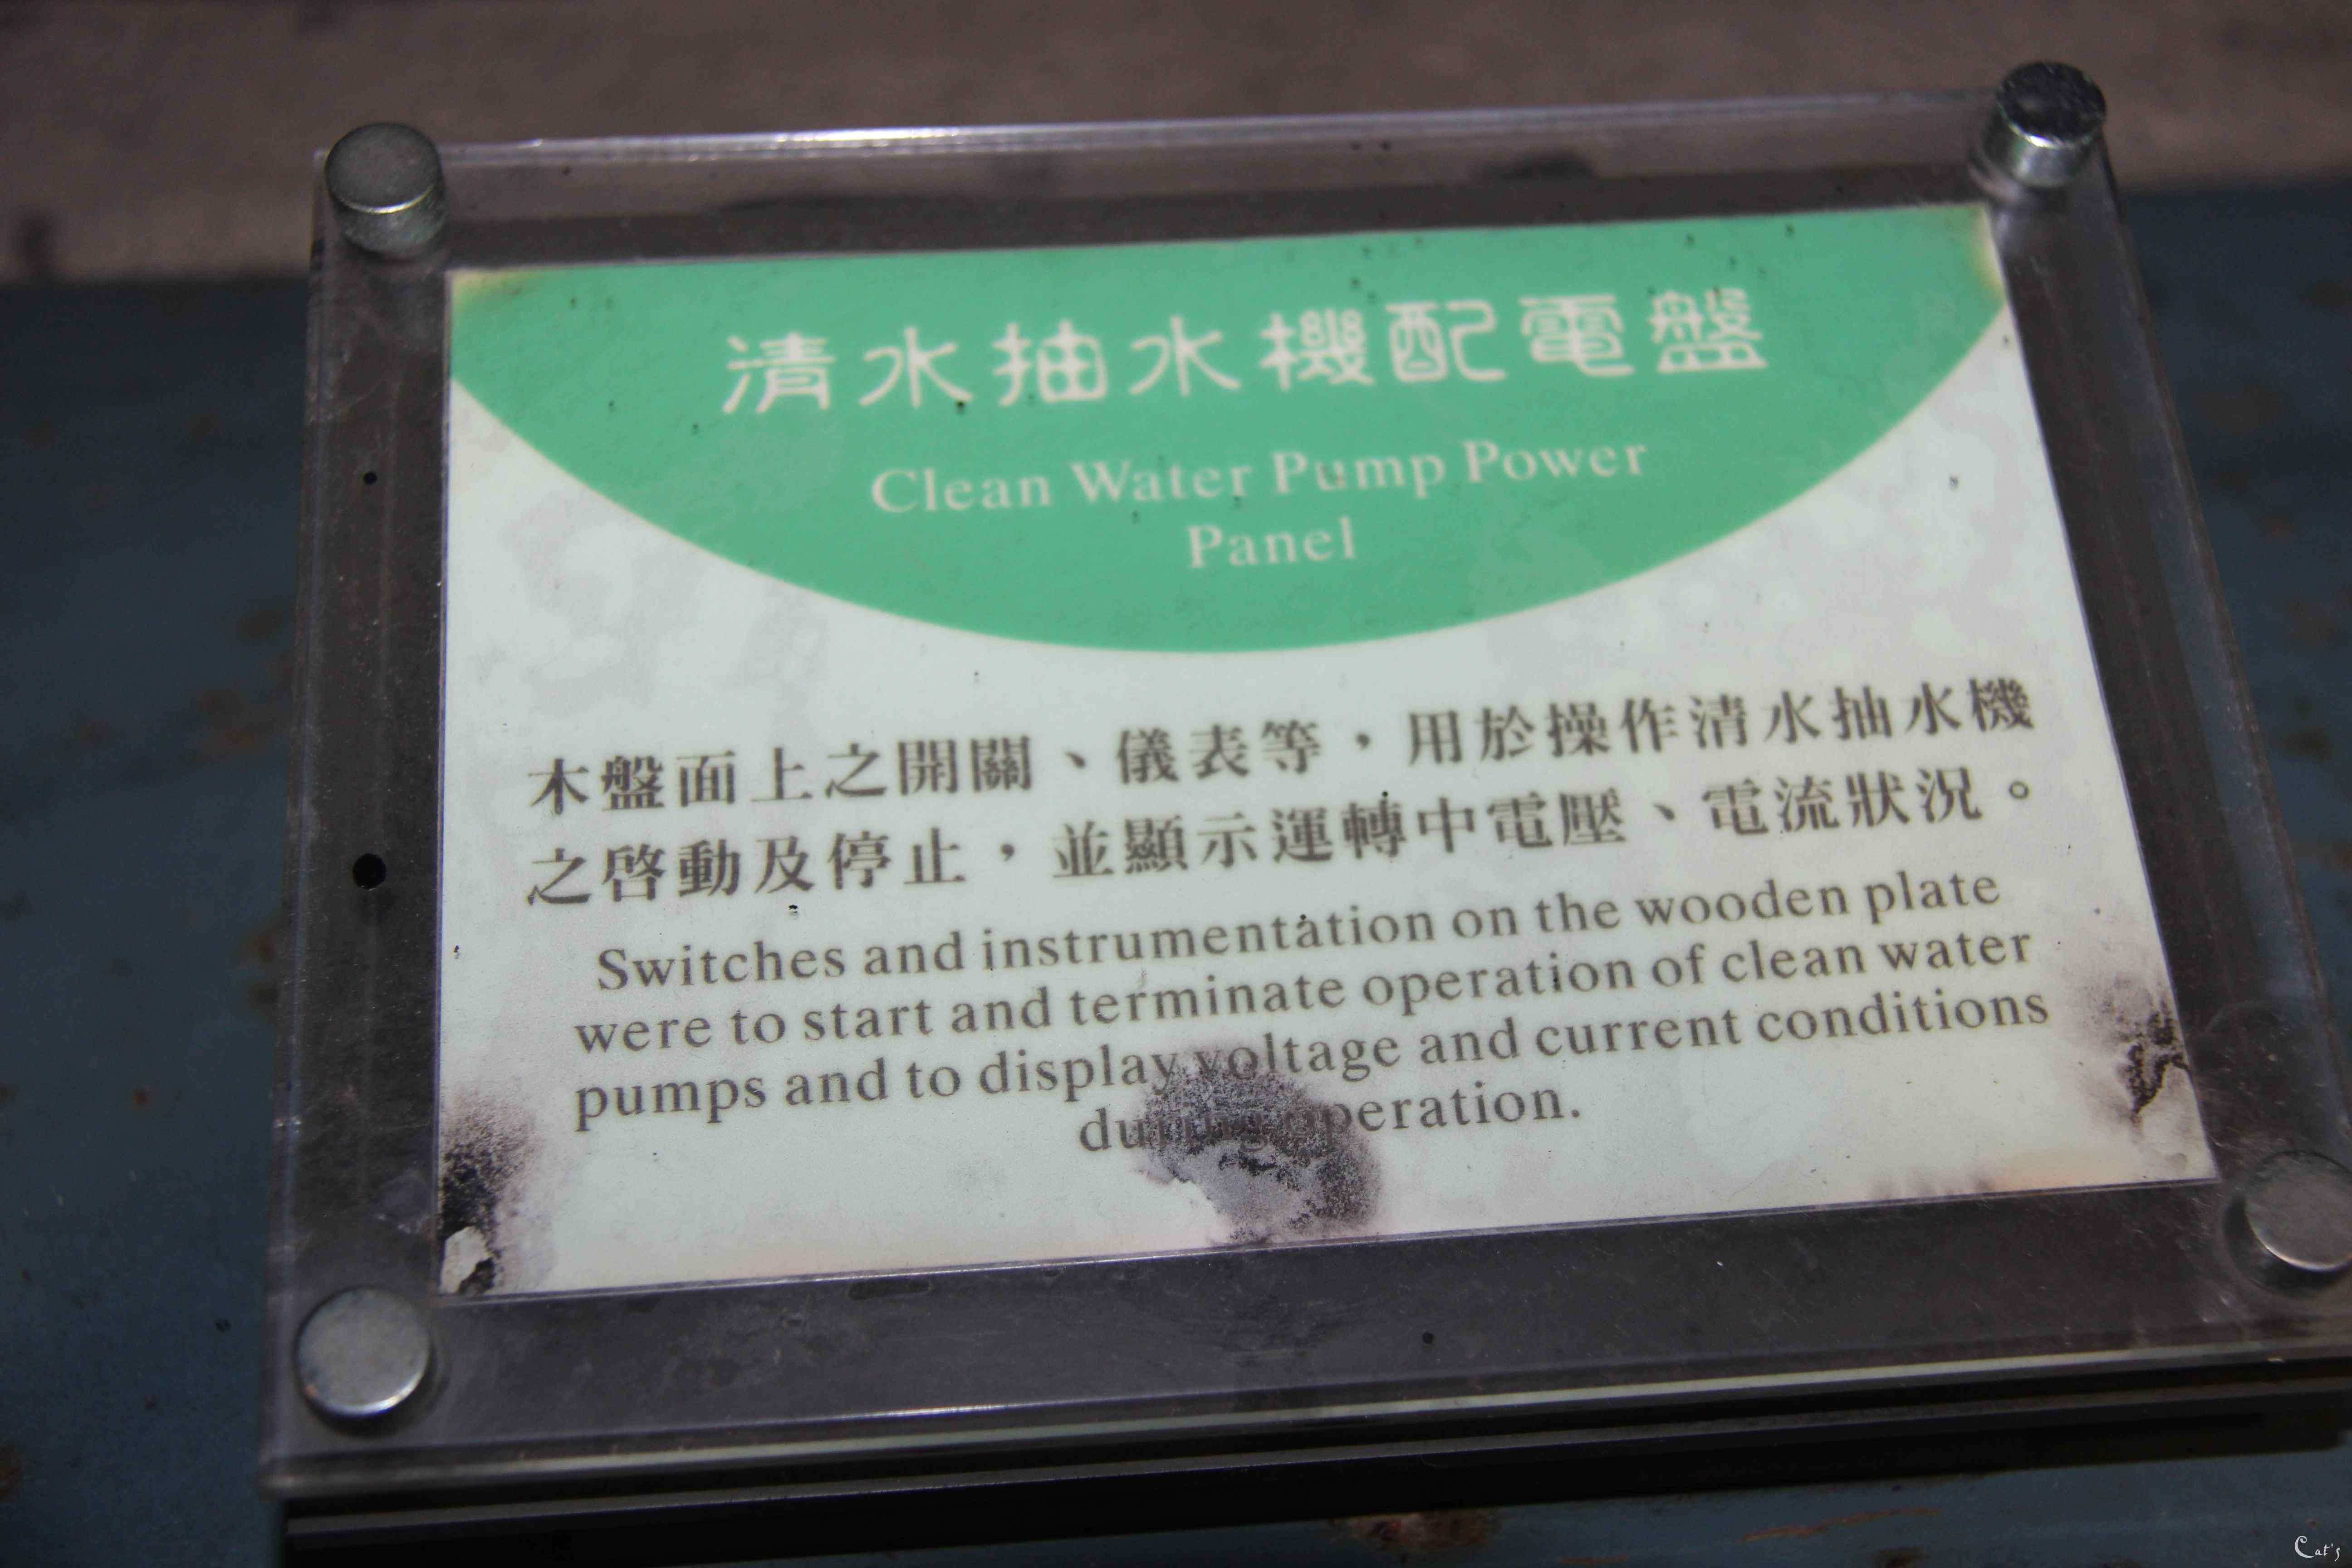 清水抽水機配電盤
Clean Water Pump Power
Panel
木盤面上之開關、儀表等，用於操作清水抽水機
之啓動及停止，並顯示運轉中電壓、電流狀況。
Switches and instrumentation on the wooden plate
were to start and terminate operation of clean water
pumps and to display voltage and current conditions
during operation.
Cat's